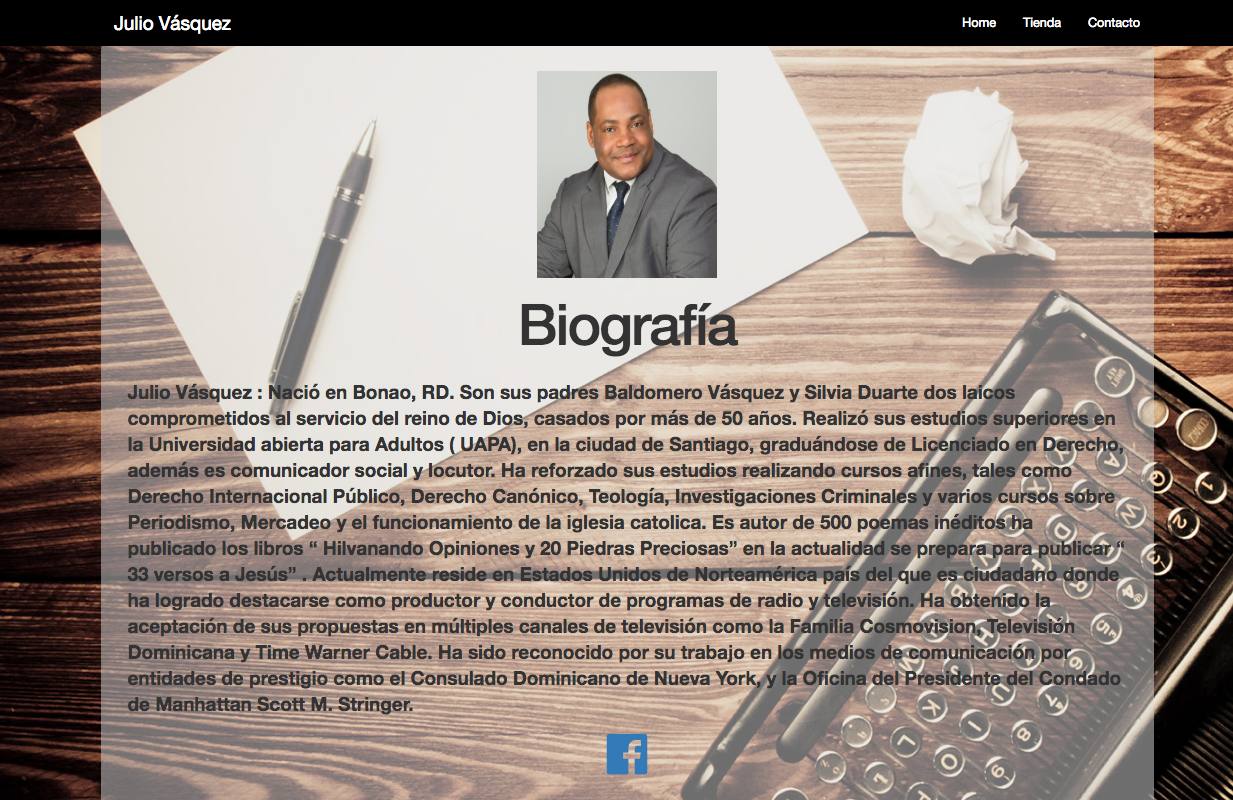 Julio Vásquez
Home Tienda Contacto
Biografía
Julio Vásquez : Nació en Bonao, RD. Son sus padres Baldomero Vásquez y Silvia Duarte dos laicos
comprometidos al servicio del reino de Dios, casados por más de 50 años. Realizó sus estudios superiores en
la Universidad abierta para Adultos ( UAPA), en la ciudad de Santiago, graduándose de Licenciado en Derecho,
además es comunicador social y locutor. Ha reforzado sus estudios realizando cursos afines, tales como
Derecho Internacional Público, Derecho Canónico, Teología, Investigaciones Criminales y varios cursos sobre
Periodismo, Mercadeo y el funcionamiento de la iglesia catolica. Es autor de 500 poemas inéditos ha
publicado los libros “ Hilvanando Opiniones y 20 Piedras Preciosas” en la actualidad se prepara para publicar “
33 versos a Jesús” . Actualmente reside en Estados Unidos de Norteamérica país del que es ciudadano donde
ha logrado destacarse como productor y conductor de programas de radio y televisión. Ha obtenido la
aceptación de sus propuestas en múltiples canales de televisión como la Familia Cosmovision, Televisión
Dominicana y Time Warner Cable. Ha sido reconocido por su trabajo en los medios de comunicación por
entidades de prestigio como el Consulado Dominicano de Nueva York, y la Oficina del Presidente del Condado
de Manhattan Scott M. Stringer.